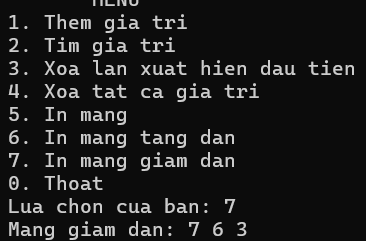 MENU
1. Them gia tri
2. Tim gia tri
3. Xoa lan xuat hien dau tien
4. Xoa tat ca gia tri
5. In mang
6. In mang tang dan
7. In mang giam dan
0. Thoat
Lua chon cua ban: 7
Mang giam dan: 7 6 3